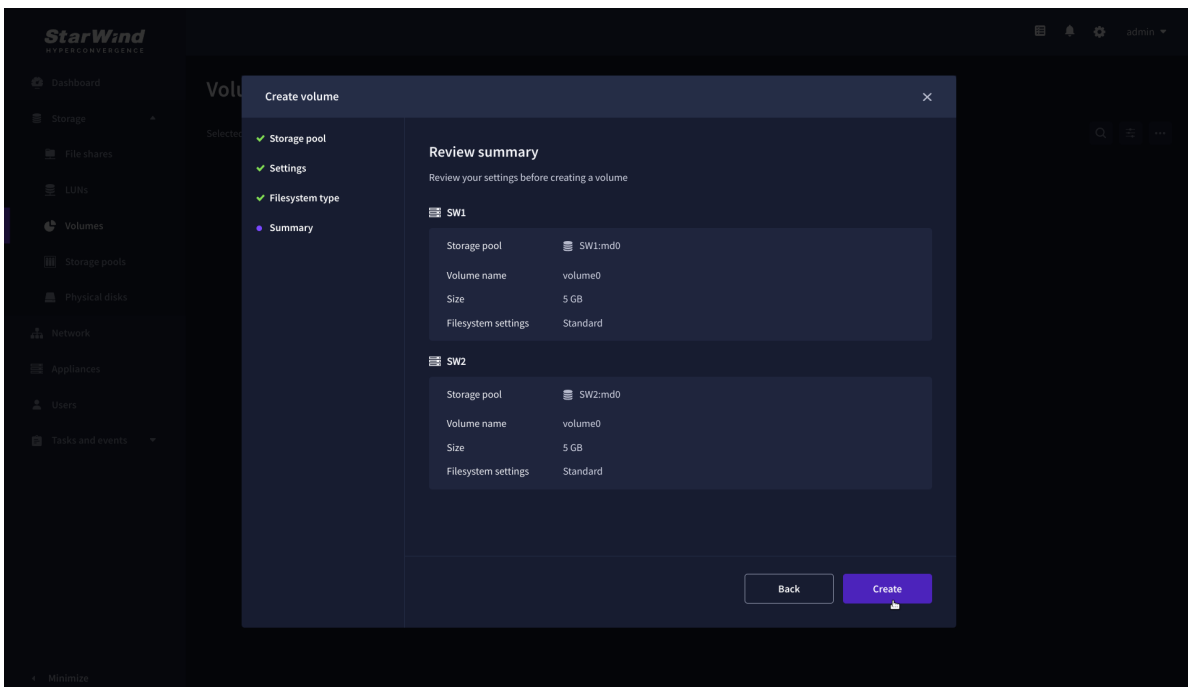 StarWind
HYPERCONVERGENCE
admin
Dashboard
Storage
File shares
LUNs
Volumes
Storage pools
Physical disks
Network
Appliances
Users
Tasks and events
Minimize
Volu
Selected
Create volume
Storage pool
Settings
Filesystem type
Summary
Review summary
Review your settings before creating a volume
SW1
Storage pool SW1:md0
Volume name volume0
Size 5 GB
Filesystem settings Standard
SW2
Storage pool SW2:md0
Volume name volume0
Size 5 GB
Filesystem settings Standard
Back Create